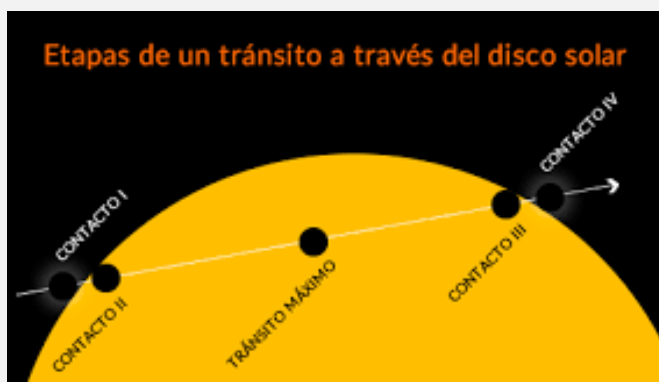 Etapas de un tránsito a través del disco solar
CONTACTO I
CONTACTO II
TRÁNSITO MÁXIMO
CONTACTO III
CONTACTO IV